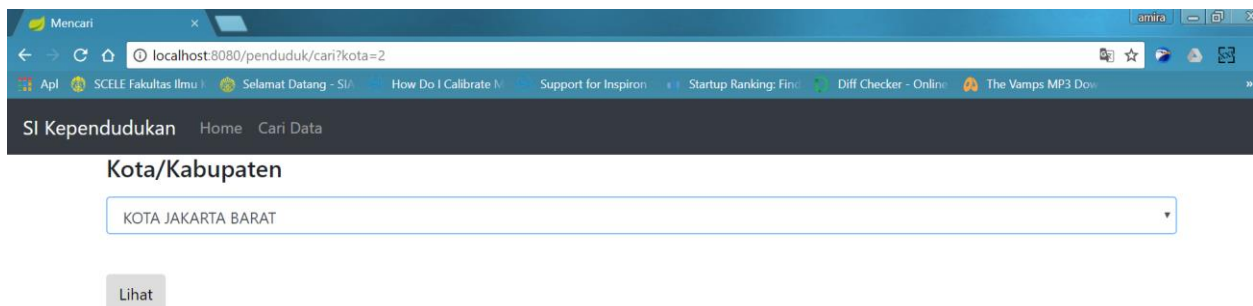 Mencari
amira
localhost:8080/penduduk/cari?kota=2
Apl SCELE Fakultas Ilmu Selamat Datang - SIA How Do I Calibrate M Support for Inspiron Startup Ranking: Find Diff Checker - Online The Vamps MP3 Dow »
SI Kependudukan Home Cari Data
Kota/Kabupaten
KOTA JAKARTA BARAT
Lihat